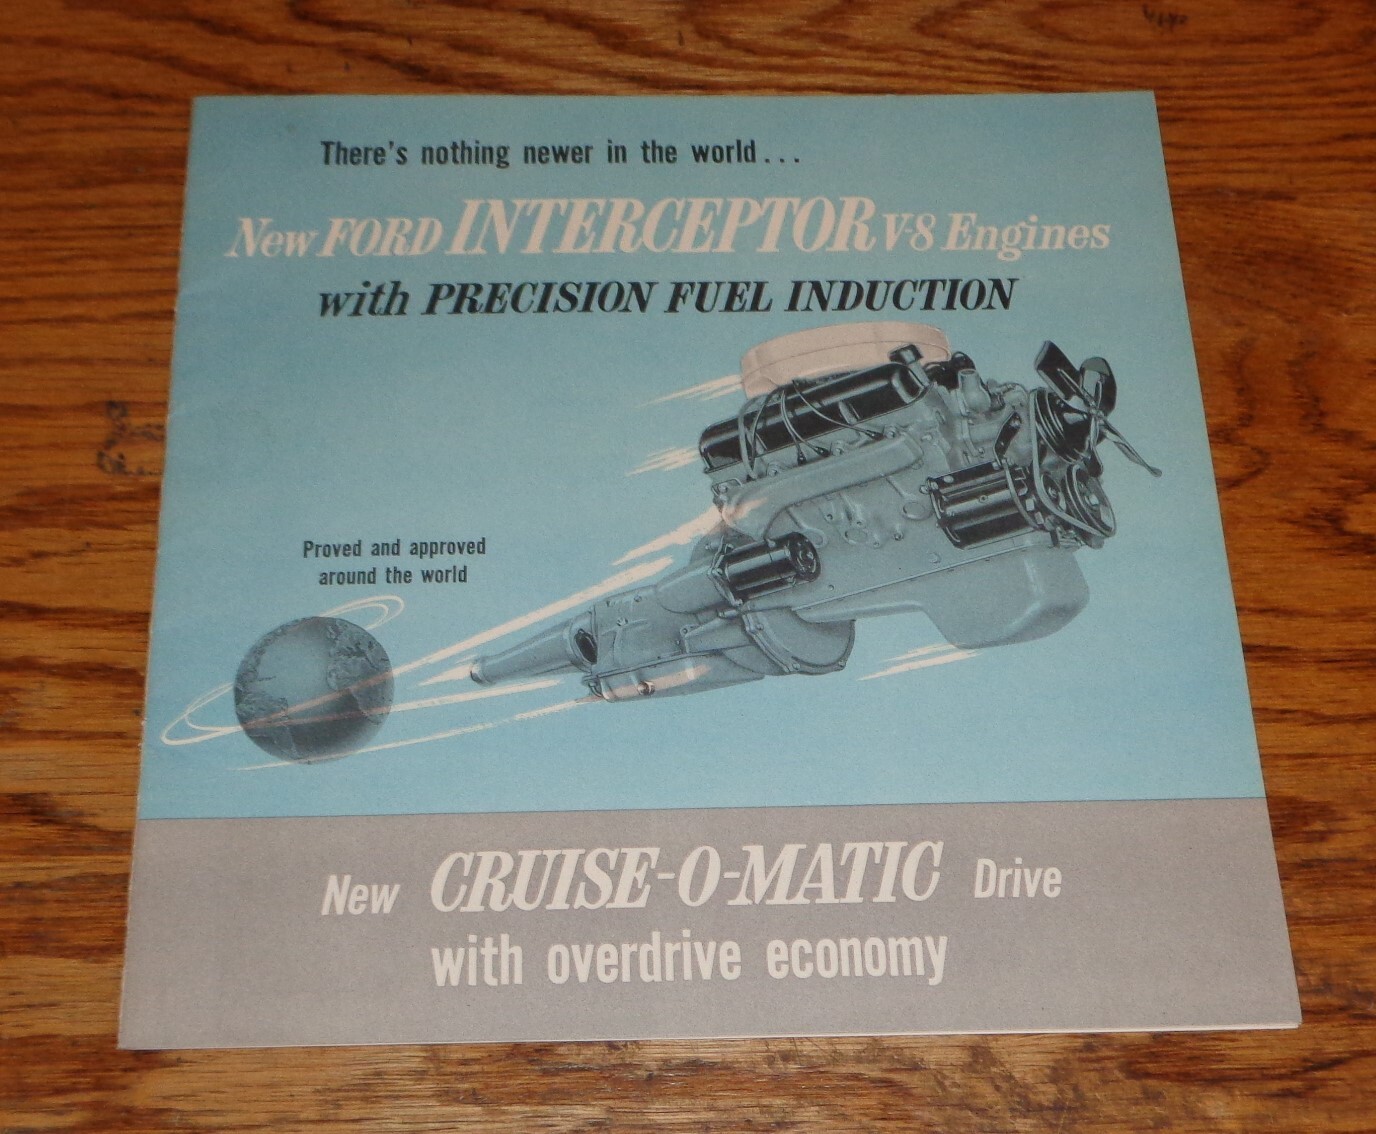 There's nothing newer in the world...
New FORD INTERCEPTOR V-8 Engines
with PRECISION FUEL INDUCTION
Proved and approved
around the world
New CRUISE-O-MATIC Drive
with overdrive economy